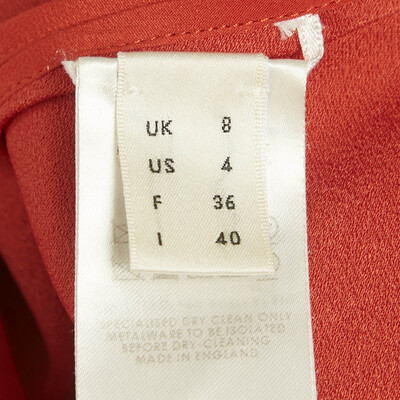 UK 8
US 4
F 36
I 40
SPECIALISED DRY CLEAN ONLY
METALWARE TO BE ISOLATED
BEFORE DRY-CLEANING
MADE IN ENGLAND